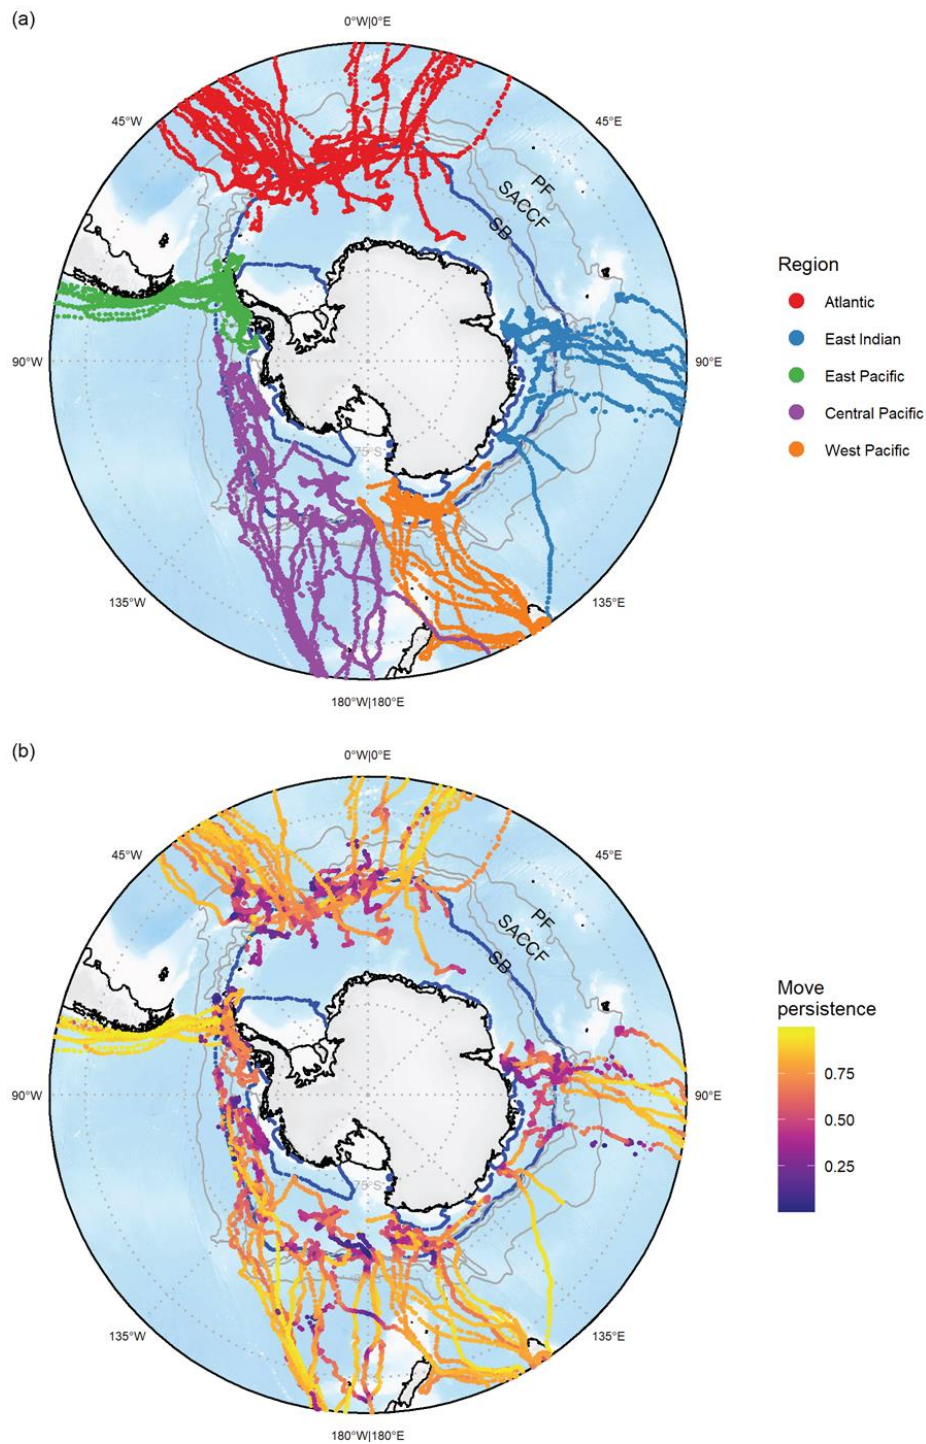 (a)
0°W|0°E
45°W
45°E
PF
SACCF
SB
90°W
90°E
75°S
135°W
135°E
180°W|180°E
Region
Atlantic
East Indian
East Pacific
Central Pacific
West Pacific
(b)
0°W|0°E
45°W
45°E
PF
SACCF
SB
90°W
90°E
75°S
135°W
135°E
180°W|180°E
Move
persistence
0.75
0.50
0.25